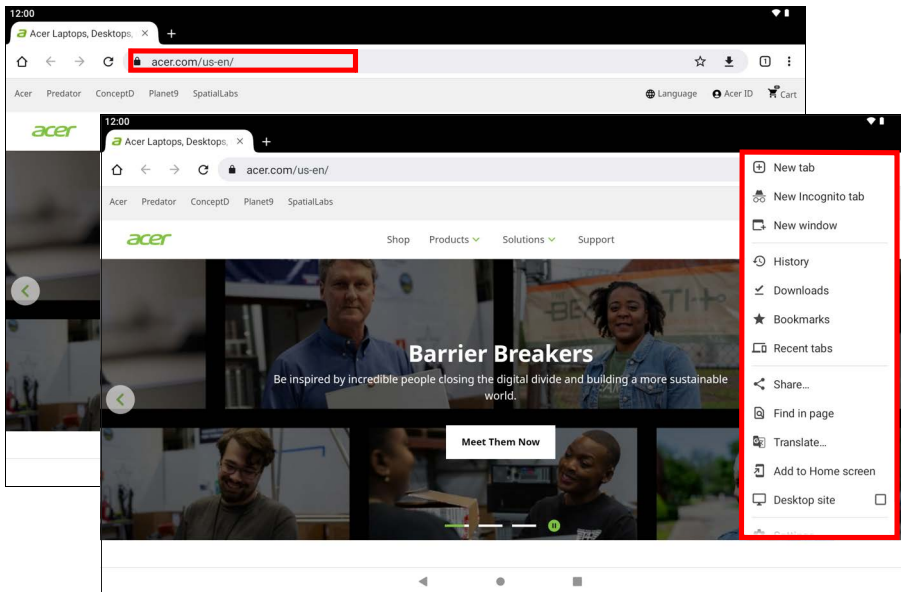 12:00
Acer Laptops, Desktops,
acer.com/us-en/
1
Acer Predator ConceptD Planet9 SpatialLabs Language Acer ID Cart
acer
12:00
Acer Laptops, Desktops,
acer.com/us-en/
Acer Predator ConceptD Planet9 SpatialLabs
acer Shop Products Solutions Support
Barrier Breakers
Be inspired by incredible people closing the digital divide and building a more sustainable
world.
Meet Them Now
New tab
New Incognito tab
New window
History
Downloads
Bookmarks
Recent tabs
Share...
Find in page
Translate...
Add to Home screen
Desktop site